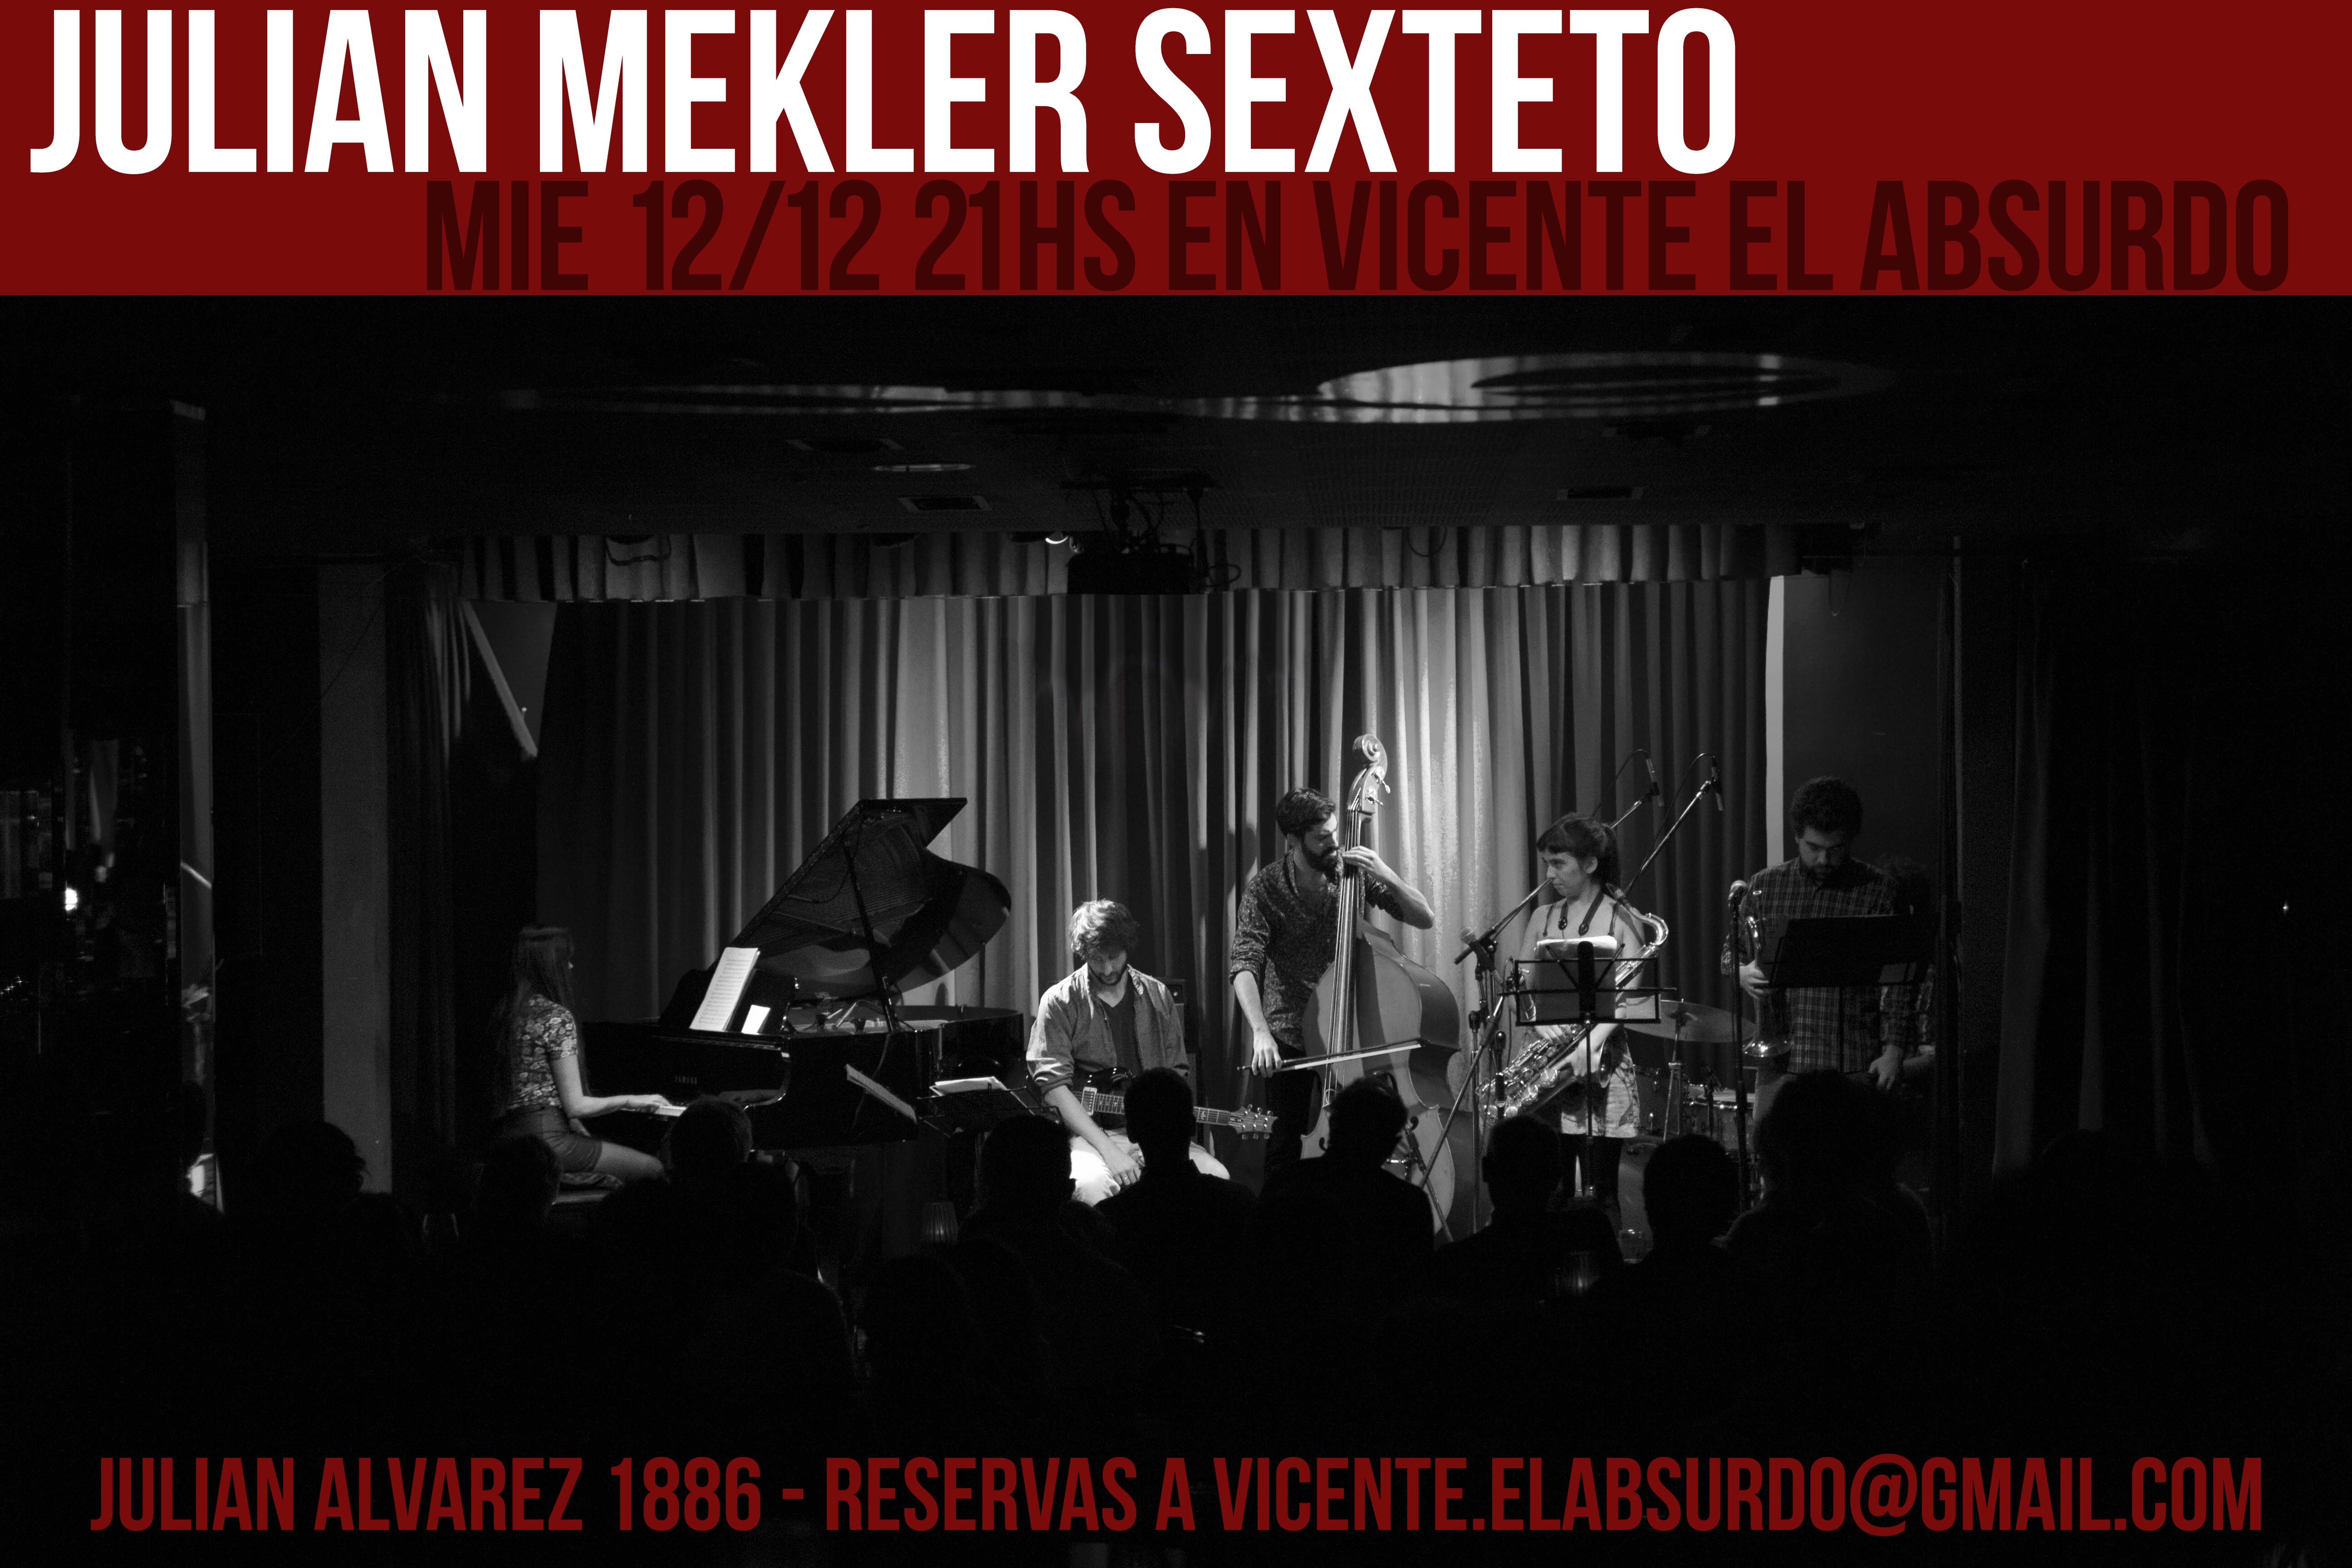 JULIAN MEKLER SEXTETO
MIE 12/12 21HS EN VICENTE EL ABSURDO
YAMAHA
JULIAN ALVAREZ 1886 - RESERVAS A VICENTE.ELABSURDO@GMAIL.COM